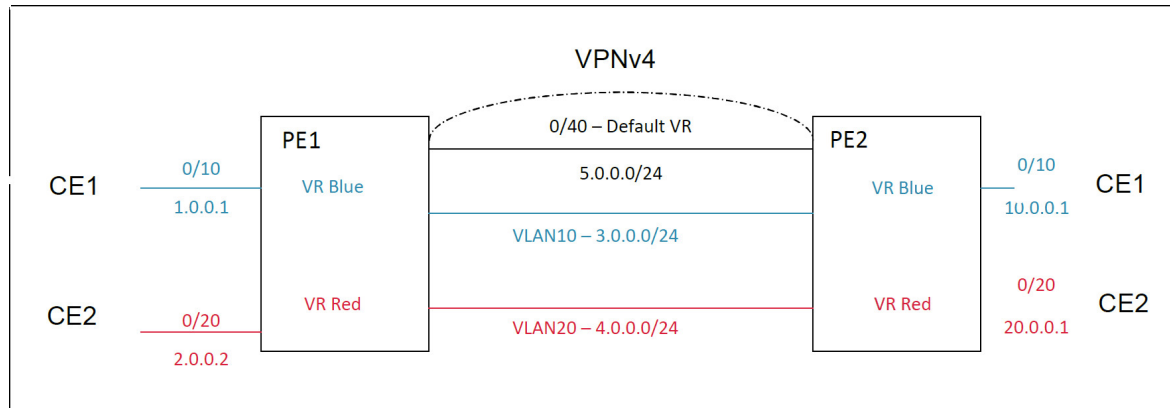 VPNv4
0/40 – Default VR
PE1
PE2
0/10
0/10
CE1
VR Blue
5.0.0.0/24
VR Blue
CE1
1.0.0.1
10.0.0.1
VLAN10 – 3.0.0.0/24
0/20
CE2
0/20
VR Red
VR Red
CE2
VLAN20 – 4.0.0.0/24
20.0.0.1
2.0.0.2